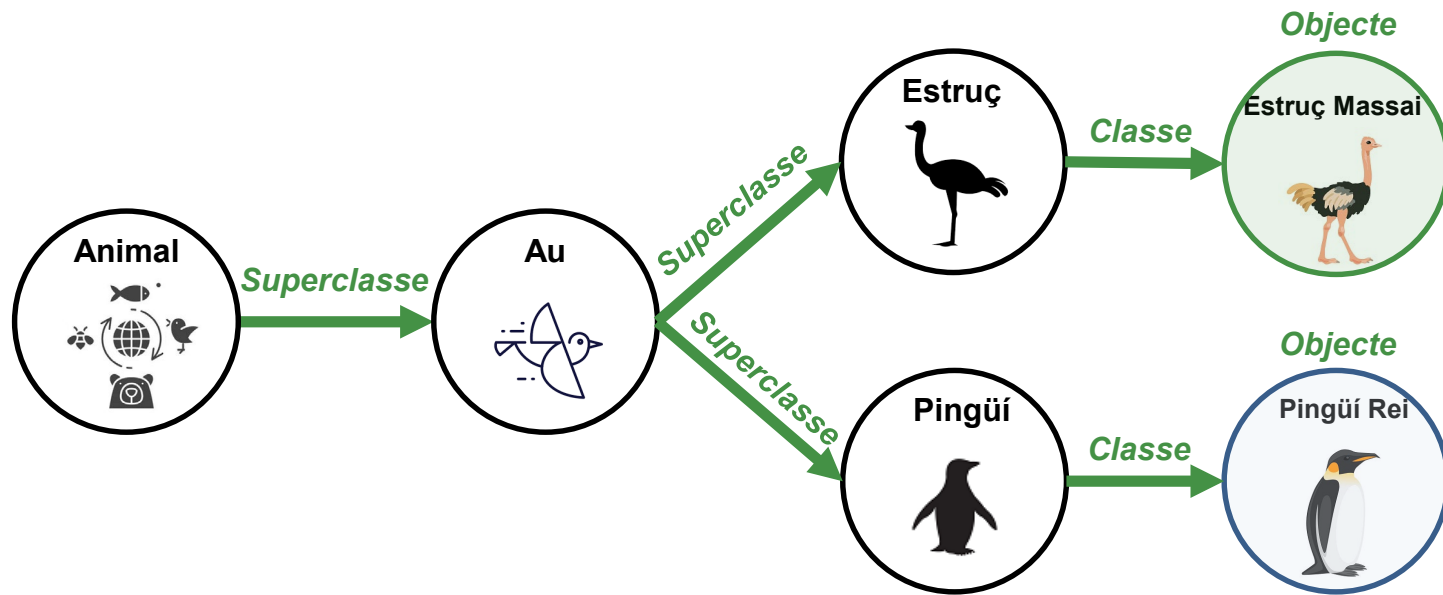 Animal
Superclasse
Au
Superclasse
Estruç
Classe
Objecte
Estruç Massai
Superclasse
Pingüí
Classe
Objecte
Pingüí Rei